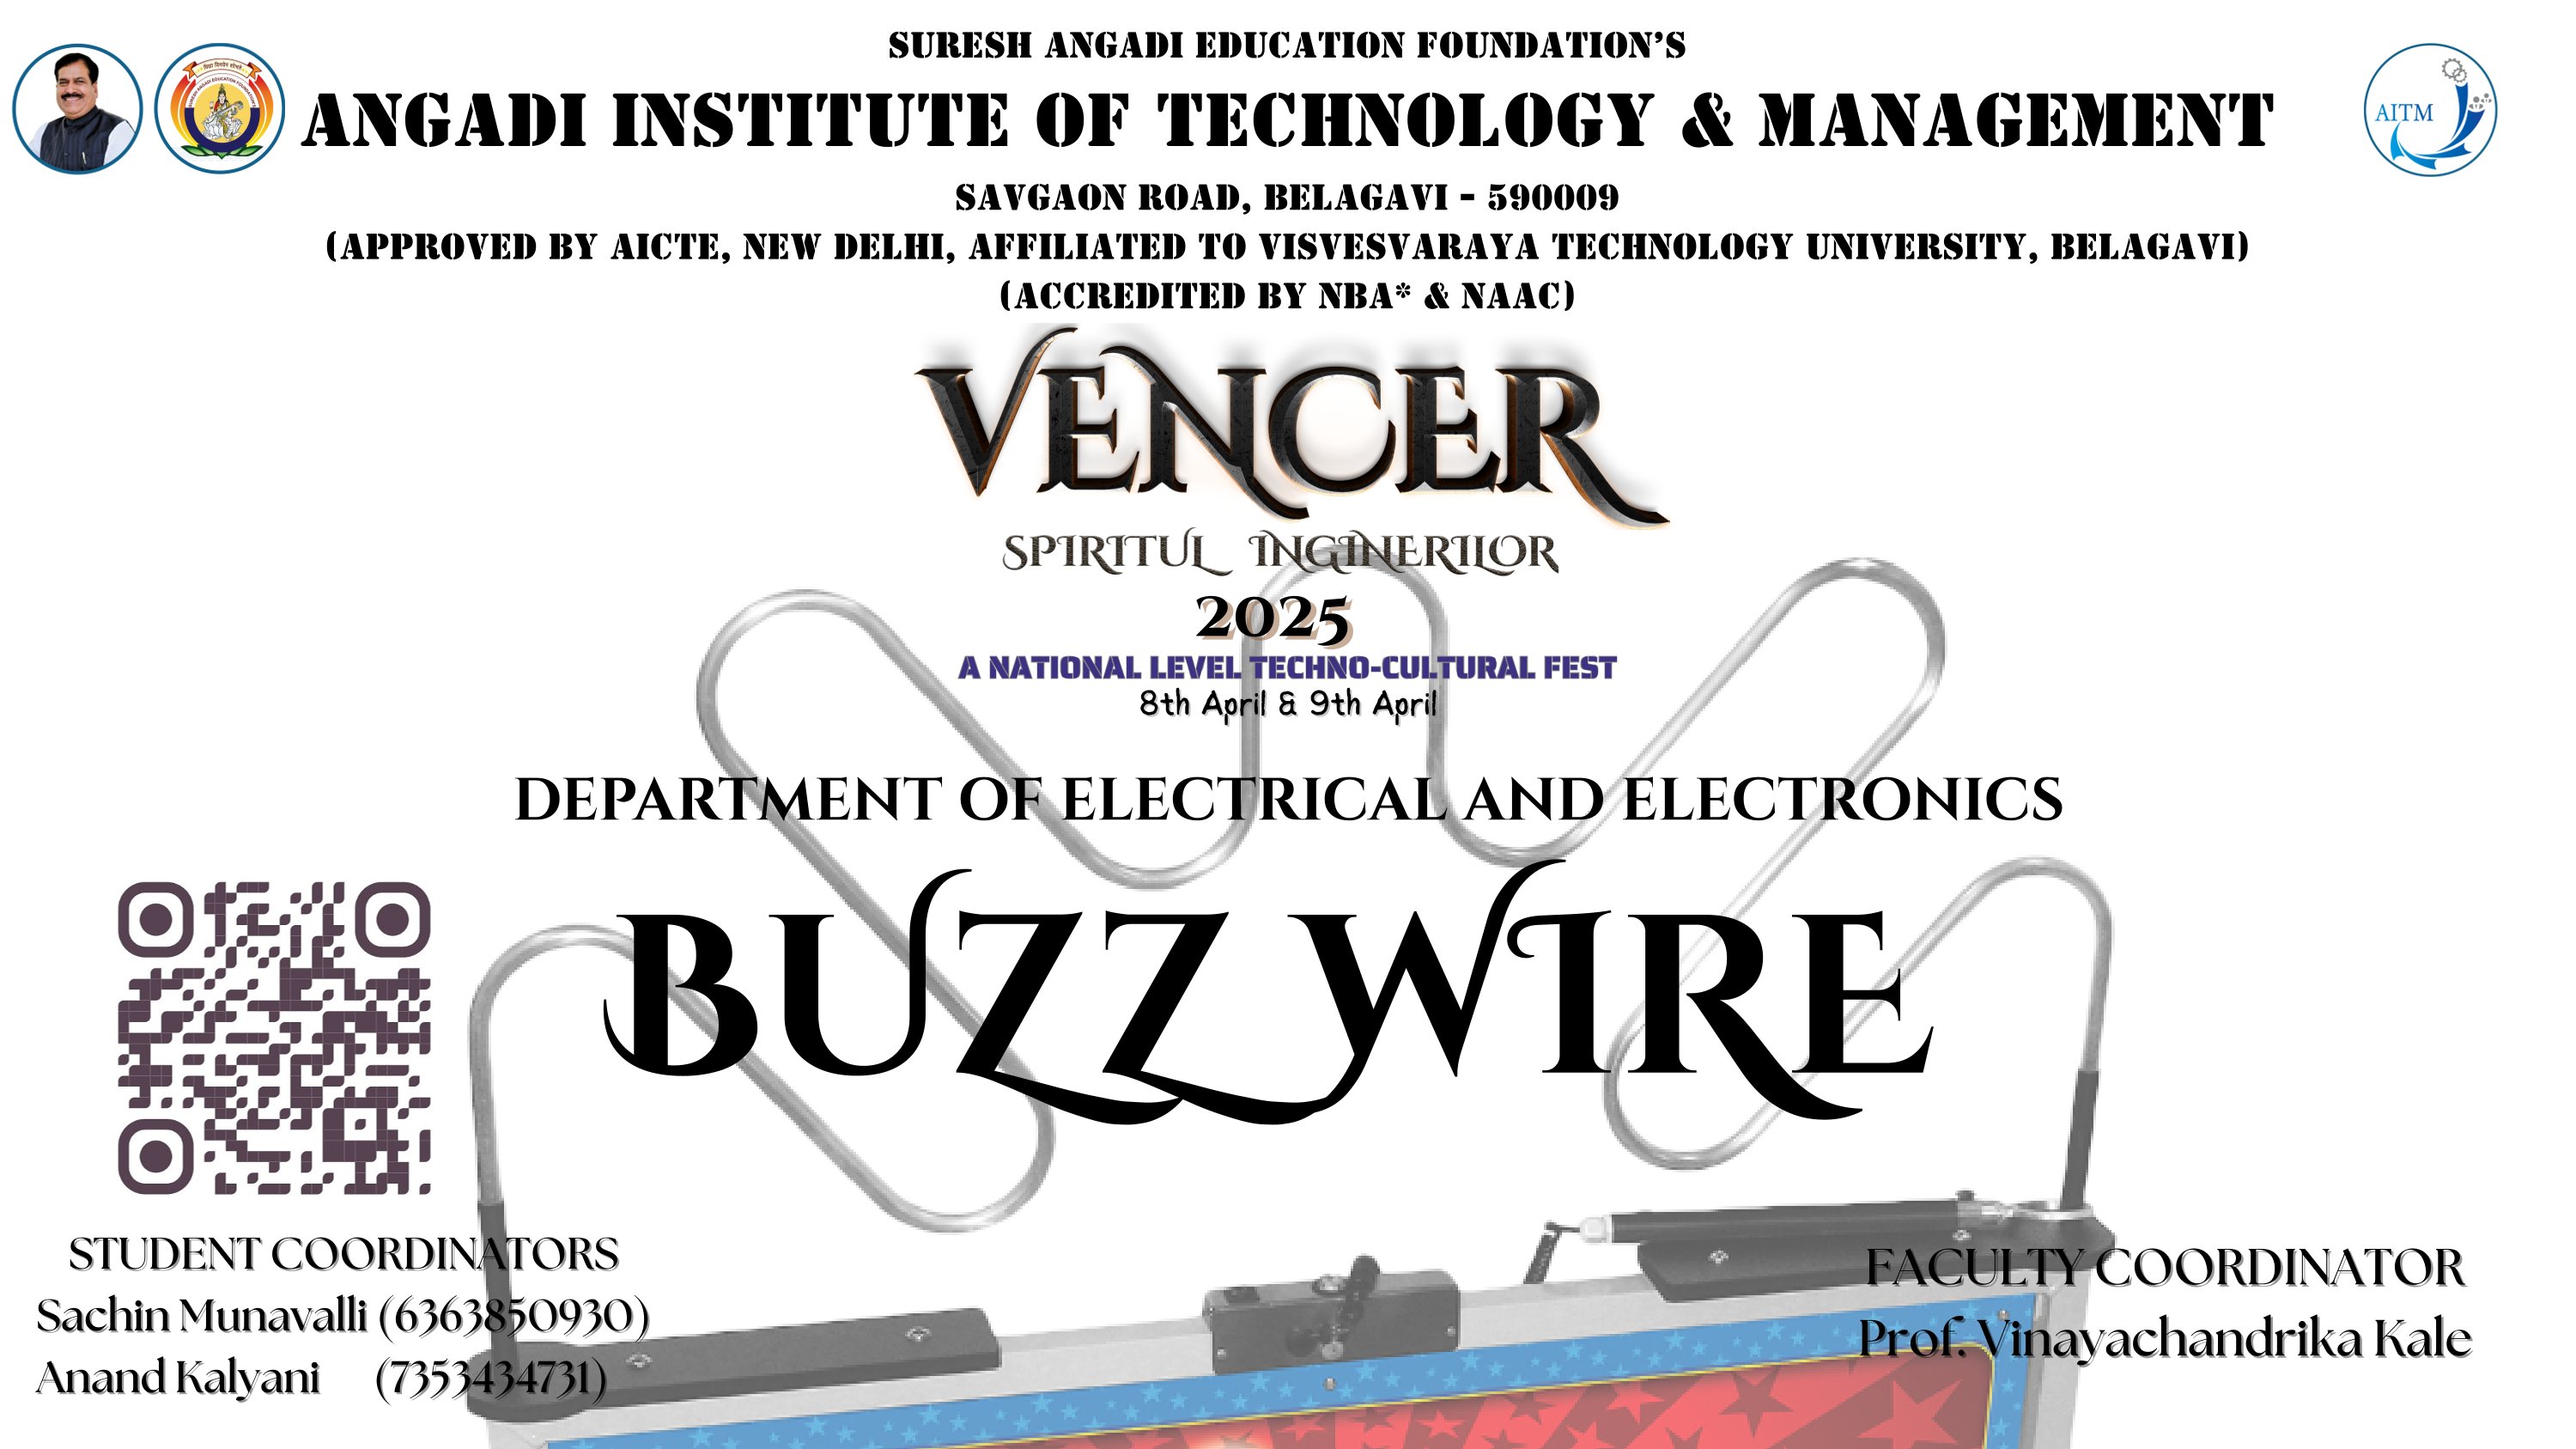 SURESH ANGADI EDUCATION FOUNDATION'S
ANGADI INSTITUTE OF TECHNOLOGY & MANAGEMENT
AITM
SAVGAON ROAD, BELAGAVI - 590009
(APPROVED BY AICTE, NEW DELHI, AFFILIATED TO VISVESVARAYA TECHNOLOGY UNIVERSITY, BELAGAVI)
(ACCREDITED BY NBA* & NAAC)
VENCER
SPIRITUL INGINERILOR
2025
A NATIONAL LEVEL TECHNO-CULTURAL FEST
8th April & 9th April
DEPARTMENT OF ELECTRICAL AND ELECTRONICS
BUZZ WIRE
STUDENT COORDINATORS
Sachin Munavalli (6363850930)
Anand Kalyani (7353434731)
FACULTY COORDINATOR
Prof. Vinayachandrika Kale